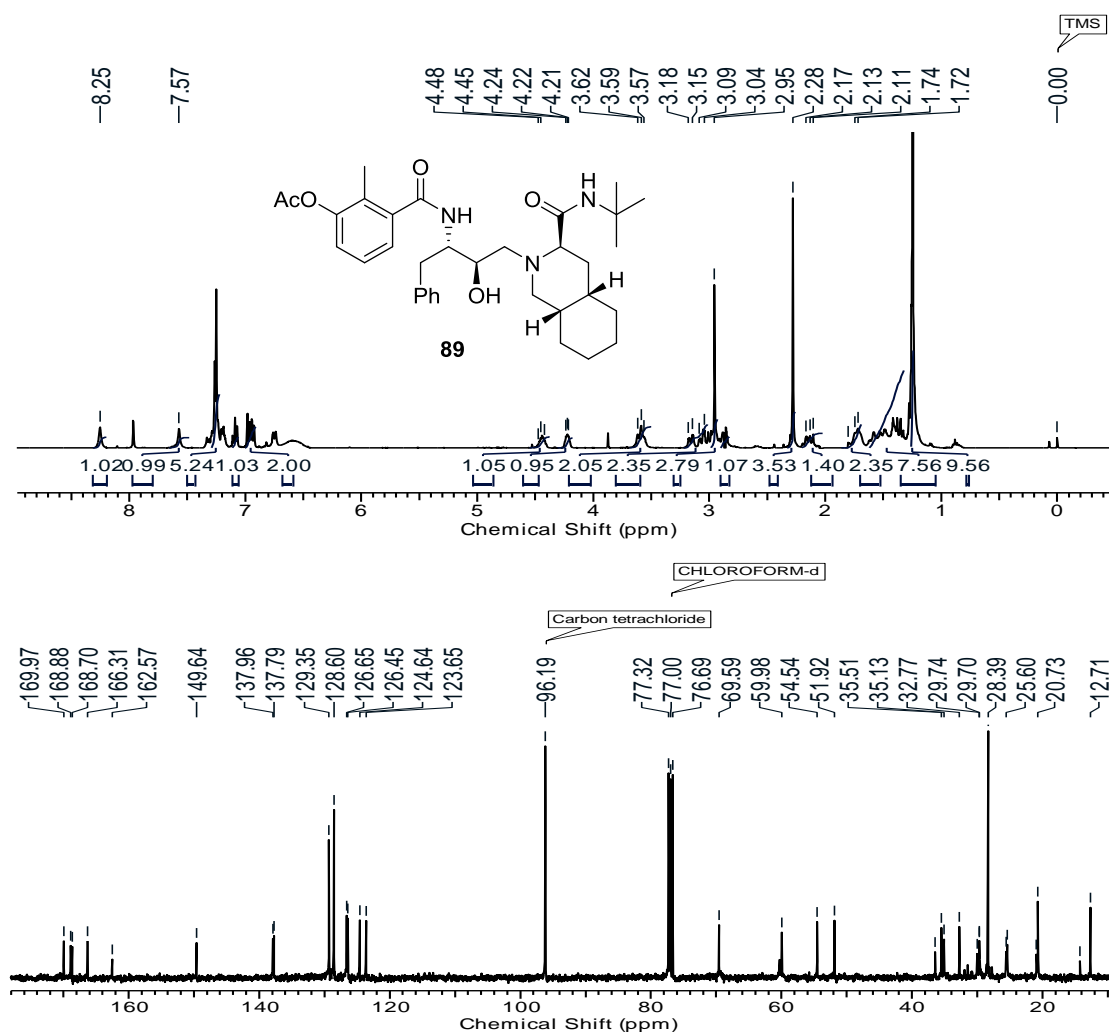 TMS
8.25
7.57
4.48
4.45
4.24
4.22
4.21
3.62
3.59
3.57
3.18
3.15
3.09
3.04
2.95
2.28
2.17
2.13
2.11
1.74
1.72
0.00
O
AcO
NH
O
H
N
N
H
Ph
OH
H
89
1.02 0.99 5.24 1.03 2.00 1.05 0.95 2.05 2.35 2.79 1.07 3.53 1.40 2.35 7.56 9.56
8 7 6 5 4 3 2 1 0
Chemical Shift (ppm)
CHLOROFORM-d
Carbon tetrachloride
169.97
168.88
168.70
166.31
162.57
149.64
137.96
137.79
129.35
128.60
126.65
126.45
124.64
123.65
96.19
77.32
77.00
76.69
69.59
59.98
54.54
51.92
35.51
35.13
32.77
29.74
29.70
28.39
25.60
20.73
12.71
160 140 120 100 80 60 40 20
Chemical Shift (ppm)